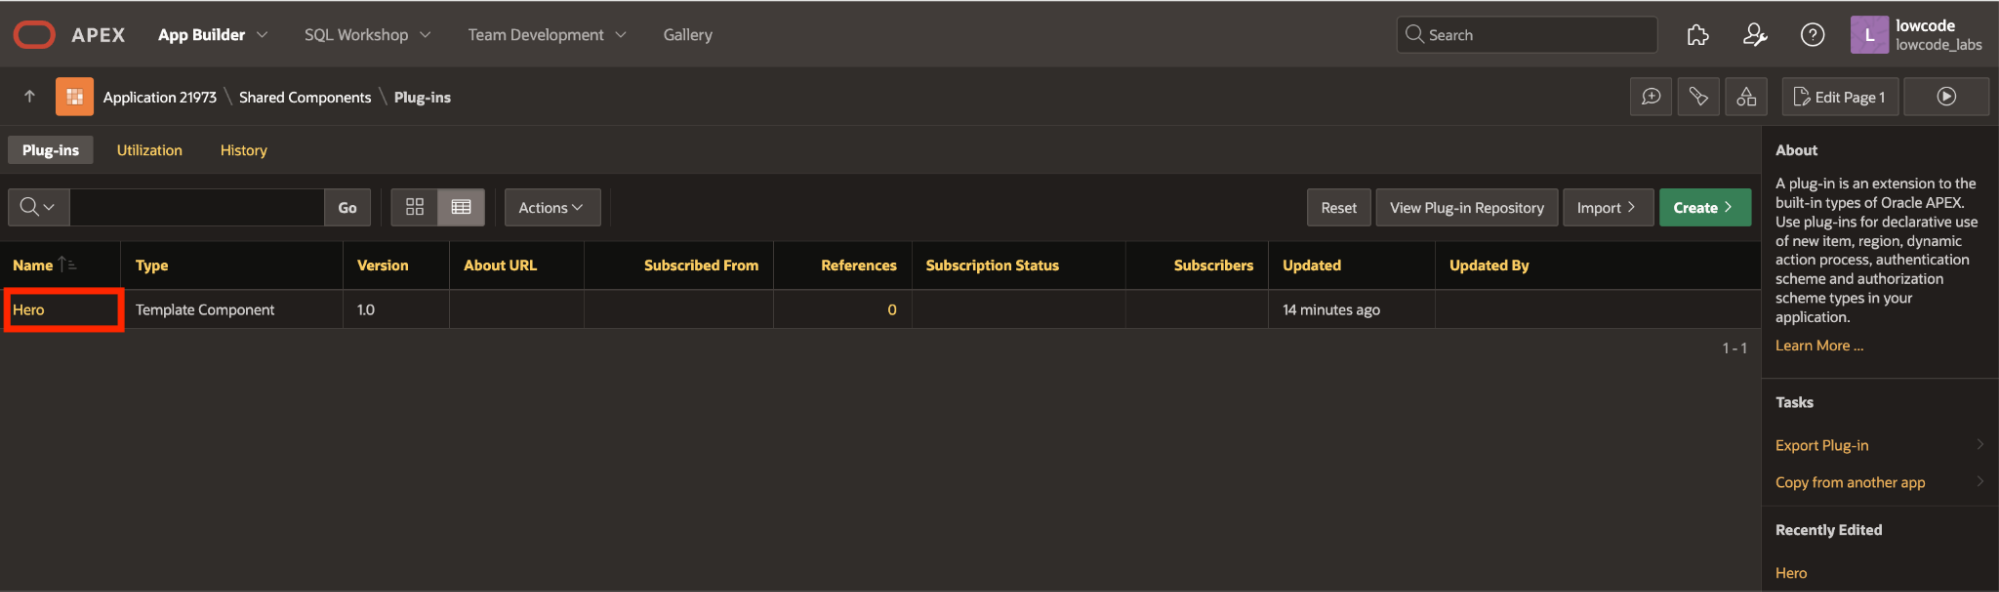 APEX App Builder SQL Workshop Team Development Gallery Search L lowcode
lowcode_labs
Application 21973 \ Shared Components \ Plug-ins Edit Page 1
Plug-ins Utilization History
Go Actions Reset View Plug-in Repository Import Create
Name Type Version About URL Subscribed From References Subscription Status Subscribers Updated Updated By
Hero Template Component 1.0 0 14 minutes ago
1 - 1
About
A plug-in is an extension to the
built-in types of Oracle APEX.
Use plug-ins for declarative use
of new item, region, dynamic
action process, authentication
scheme and authorization
scheme types in your
application.
Learn More ...
Tasks
Export Plug-in
Copy from another app
Recently Edited
Hero